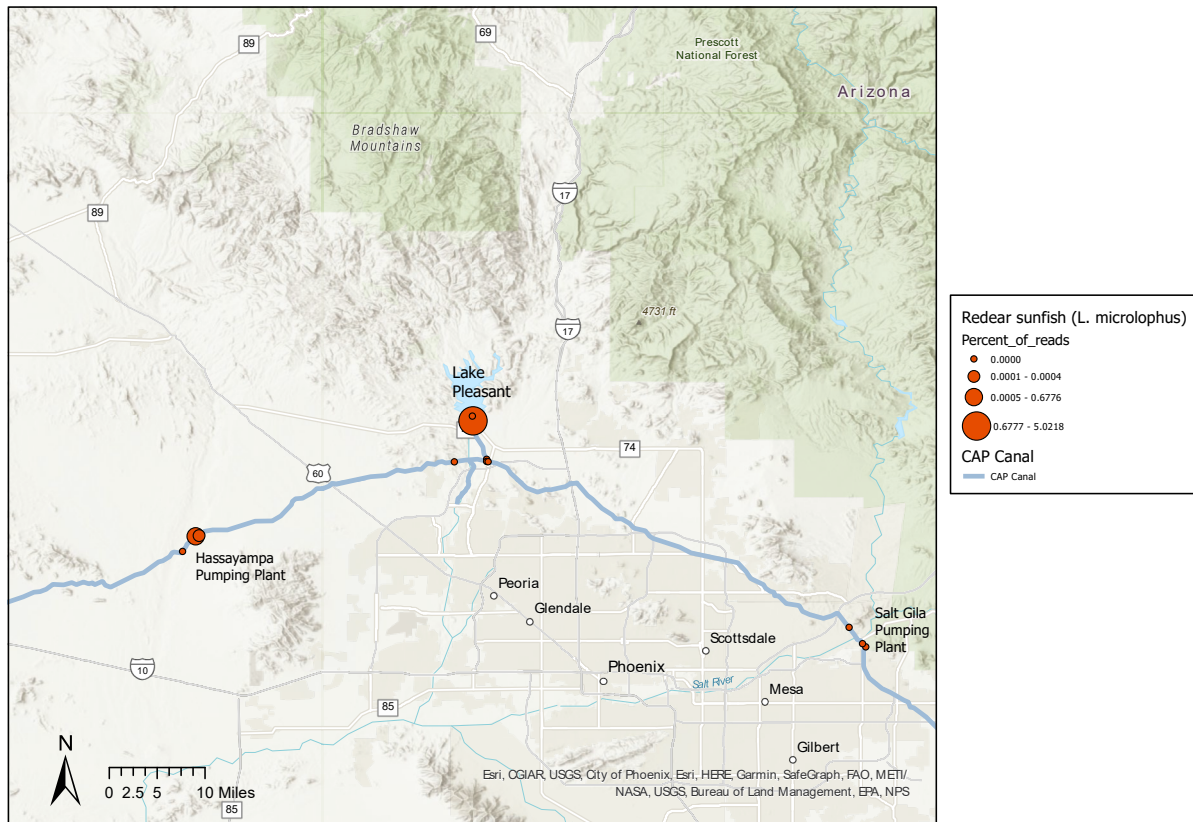 89
69
Prescott
National Forest
Arizona
Bradshaw
Mountains
17
89
4731 ft
17
Lake
Pleasant
74
60
Hassayampa
Pumping Plant
Peoria
Glendale
Scottsdale
Salt Gila
Pumping
Plant
10
Phoenix
Salt River
Mesa
85
Gilbert
N
0 2.5 5 10 Miles
85
Esri, CGIAR, USGS, City of Phoenix, Esri, HERE, Garmin, SafeGraph, FAO, METI/
NASA, USGS, Bureau of Land Management, EPA, NPS
Redear sunfish (L. microlophus)
Percent_of_reads
0.0000
0.0001 - 0.0004
0.0005 - 0.6776
0.6777 - 5.0218
CAP Canal
CAP Canal